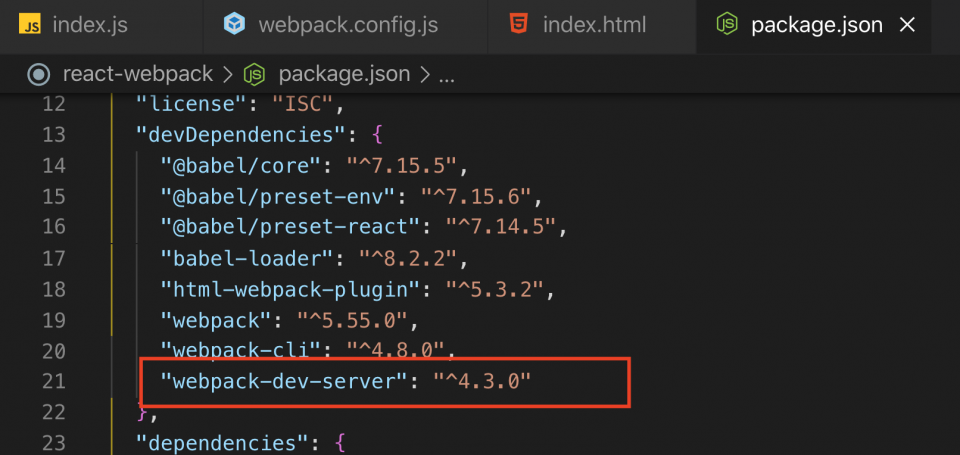 JS index.js webpack.config.js index.html package.json ×
react-webpack > package.json > ...
12 "license": "ISC",
13 "devDependencies": {
14 "@babel/core": "^7.15.5",
15 "@babel/preset-env": "^7.15.6",
16 "@babel/preset-react": "^7.14.5",
17 "babel-loader": "^8.2.2",
18 "html-webpack-plugin": "^5.3.2",
19 "webpack": "^5.55.0",
20 "webpack-cli": "^4.8.0",
21 "webpack-dev-server": "^4.3.0"
22 },
23 "dependencies": {